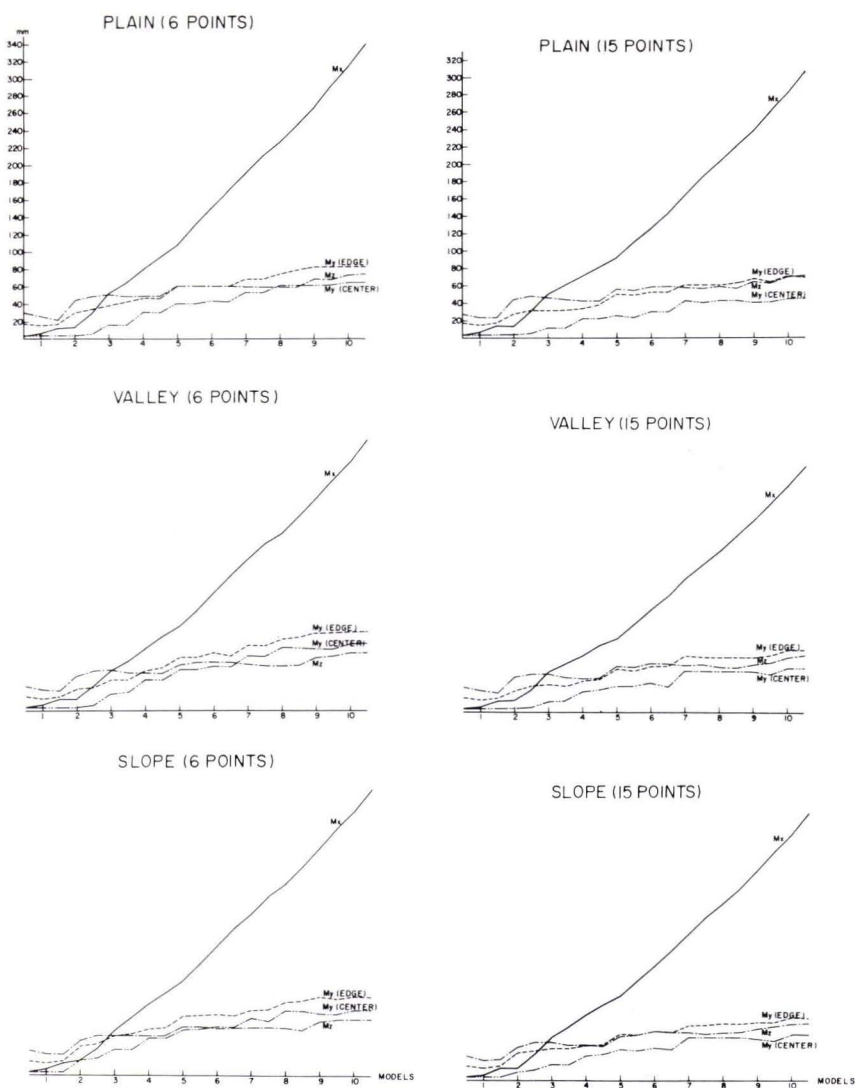 PLAIN (6 POINTS)
mm
340
320
300
280
260
240
220
200
180
160
140
120
100
80
60
40
20
Mx
My (EDGE)
Mz
My (CENTER)
1 2 3 4 5 6 7 8 9 10
PLAIN (15 POINTS)
320
300
280
260
240
220
200
180
160
140
120
100
80
60
40
20
Mx
My (EDGE)
Mz
My (CENTER)
1 2 3 4 5 6 7 8 9 10
VALLEY (6 POINTS)
Mx
My (EDGE)
My (CENTER)
Mz
1 2 3 4 5 6 7 8 9 10
VALLEY (15 POINTS)
Mx
My (EDGE)
Mz
My (CENTER)
1 2 3 4 5 6 7 8 9 10
SLOPE (6 POINTS)
Mx
My (EDGE)
My (CENTER)
Mz
1 2 3 4 5 6 7 8 9 10 MODELS
SLOPE (15 POINTS)
Mx
My (EDGE)
Mz
My (CENTER)
1 2 3 4 5 6 7 8 9 10 MODELS